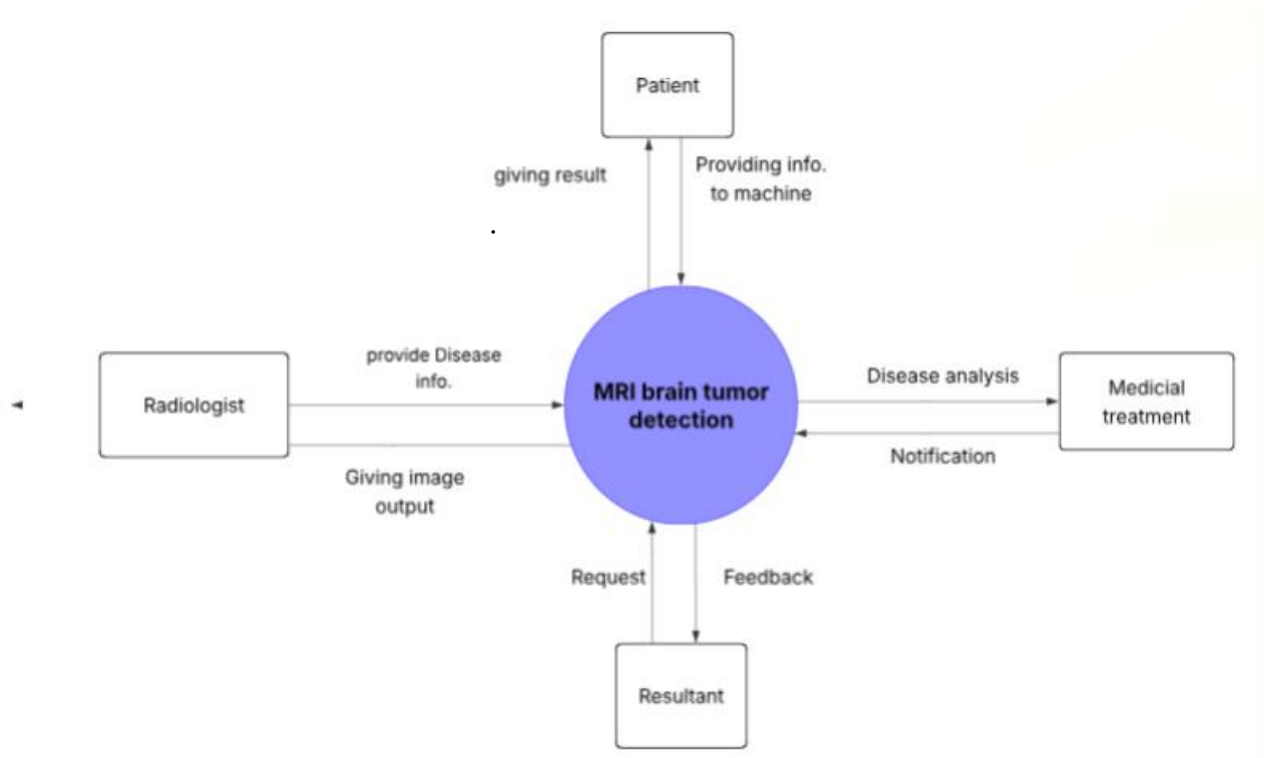 Patient
giving result
Providing info.
to machine
provide Disease
info.
Radiologist
MRI brain tumor
detection
Disease analysis
Medicial
treatment
Notification
Giving image
output
Request
Feedback
Resultant